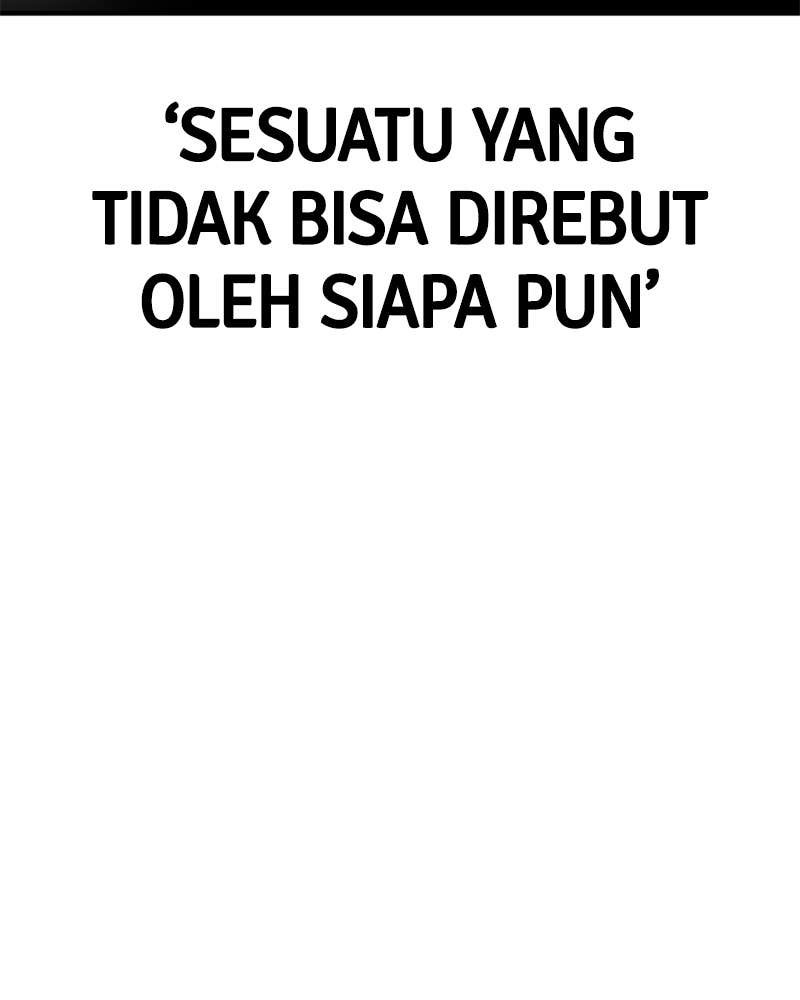 ‘SESUATU YANG
TIDAK BISA DIREBUT
OLEH SIAPA PUN’